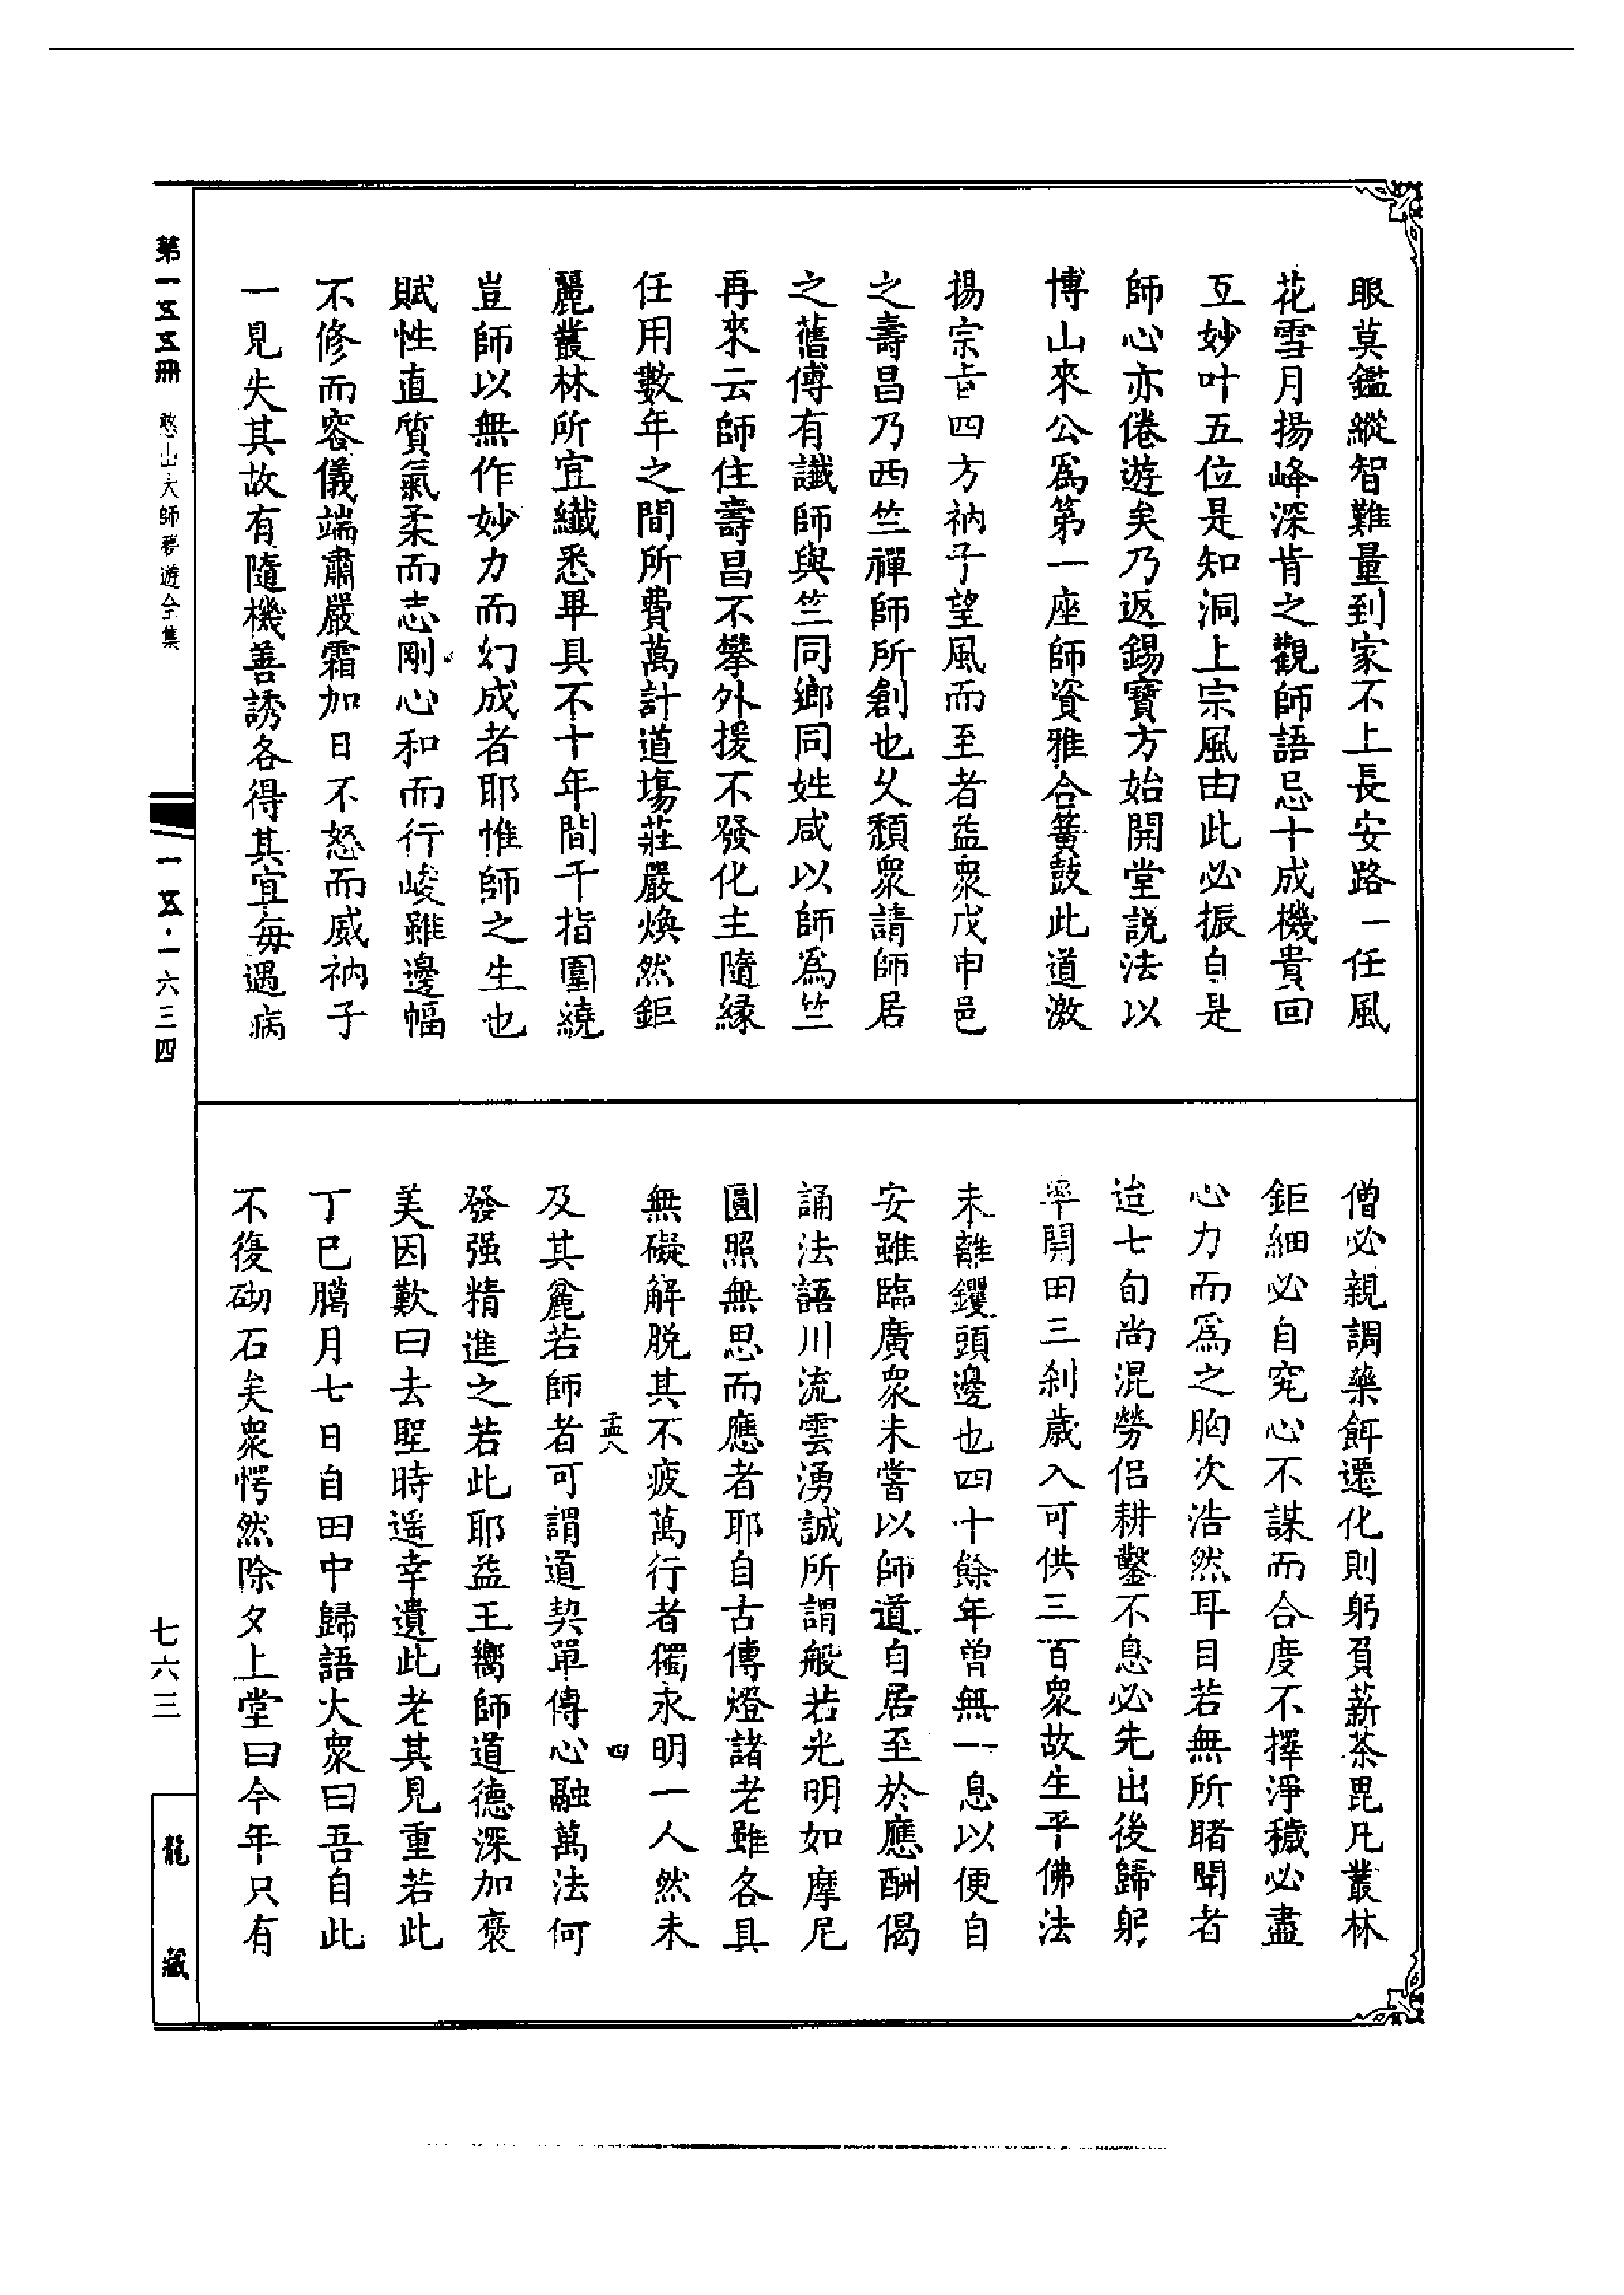 眼莫鑑縱智難量到家不上長安路一任風
花雪月揚峰深肯之觀師語忌十成機貴回
互妙叶五位是知洞上宗風由此必振自是
師心亦倦遊矣乃返錫寶方始開堂説法以
博山來公爲第一座師資雅合簧鼓此道激
揚宗旨四方衲子望風而至者益衆戊申邑
之壽昌乃西竺禪師所創也久頹衆請師居
之舊傳有讖師與竺同鄉同姓咸以師爲竺
再來云師住壽昌不攀外援不發化主隨緣
任用數年之間所費萬計道場莊嚴煥然鉅
麗叢林所宜纖悉畢具不十年間千指圍繞
豈師以無作妙力而幻成者耶惟師之生也
賦性直質氣柔而志剛心和而行峻雖邊幅
不修而容儀端肅嚴霜加日不怒而威衲子
一見失其故有隨機善誘各得其宜每遇病
僧必親調藥餌遷化則躬負薪茶毘凡叢林
鉅細必自究心不謀而合度不擇淨穢必盡
心力而爲之胸次浩然耳目若無所睹聞者
迨七旬尚混勞侶耕鑿不息必先出後歸躬
率開田三刹歲入可供三百衆故生平佛法
未離钁頭邊也四十餘年曾無一息以便自
安雖臨廣衆未嘗以師道自居至於應酬偈
誦法語川流雲湧誠所謂般若光明如摩尼
圓照無思而應者耶自古傳燈諸老雖各具
無礙解脱其不疲萬行者獨永明一人然未
孟八
四
及其麄若師者可謂道契單傳心融萬法何
發强精進之若此耶益王嚮師道德深加褒
美因歎曰去聖時遥幸遺此老其見重若此
丁巳臈月七日自田中歸語大衆曰吾自此
不復砌石矣衆愕然除夕上堂曰今年只有
第一五五冊 憨山大師夢遊全集
一五·一六三四
七六三
龍藏